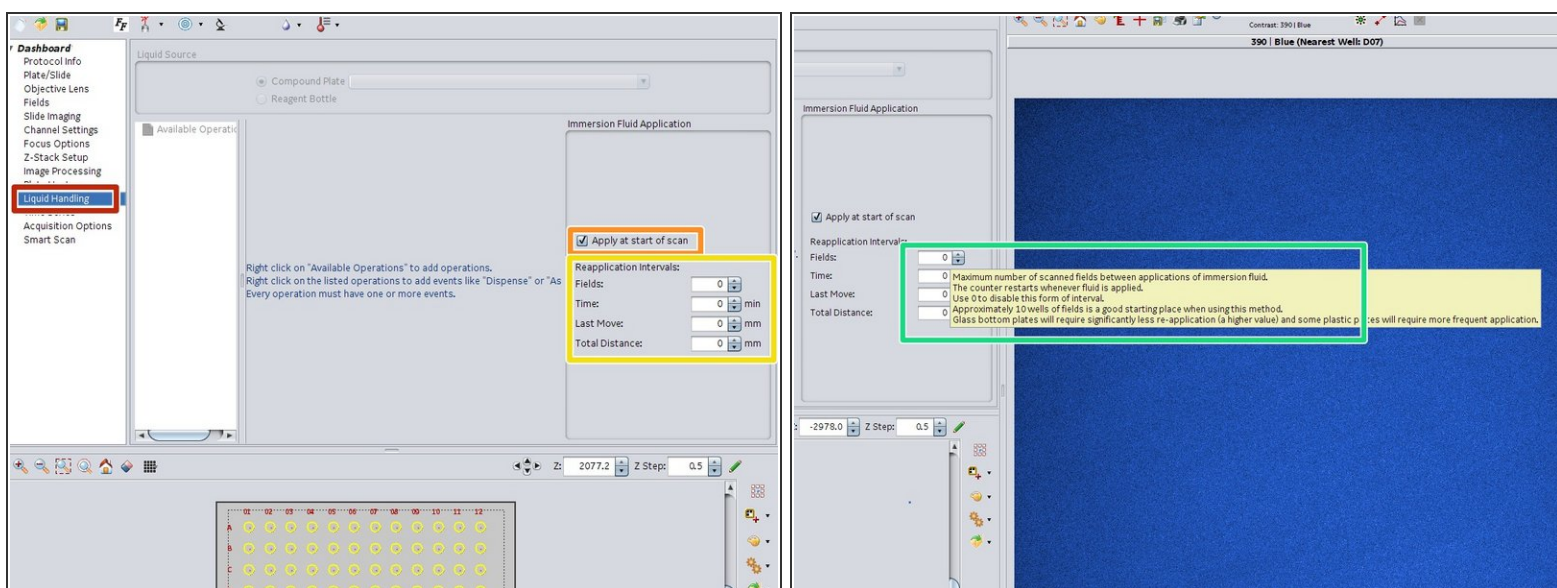 FF
Dashboard
Protocol Info
Plate/Slide
Objective Lens
Fields
Slide Imaging
Channel Settings
Focus Options
Z-Stack Setup
Image Processing
Liquid Handling
Acquisition Options
Smart Scan
Liquid Source
Compound Plate
Reagent Bottle
Available Operatio
Right click on "Available Operations" to add operations.
Right click on the listed operations to add events like "Dispense" or "As
Every operation must have one or more events.
Immersion Fluid Application
Apply at start of scan
Reapplication Intervals:
Fields: 0
Time: 0 min
Last Move: 0 mm
Total Distance: 0 mm
Z: 2077.2 Z Step: 0.5
01 02 03 04 05 06 07 08 09 10 11 12
A
B
C
Contrast: 390 | Blue
390 | Blue (Nearest Well: D07)
Immersion Fluid Application
Apply at start of scan
Reapplication Intervals:
Fields: 0
Time: 0
Last Move: 0
Total Distance: 0
Maximum number of scanned fields between applications of immersion fluid.
The counter restarts whenever fluid is applied.
Use 0 to disable this form of interval.
Approximately 10 wells of fields is a good starting place when using this method.
Glass bottom plates will require significantly less re-application (a higher value) and some plastic plates will require more frequent application.
: -2978.0 Z Step: 0.5